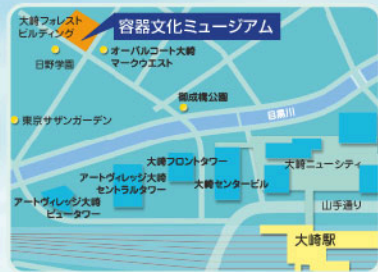 大崎フォレスト
ビルディング
容器文化ミュージアム
日野学園
オーバルコート大崎
マークウエスト
御成橋公園
東京サザンガーデン
目黒川
大崎フロントタワー
大崎ニューシティ
アートヴィレッジ大崎
セントラルタワー
大崎センタービル
アートヴィレッジ大崎
ビュータワー
山手通り
大崎駅